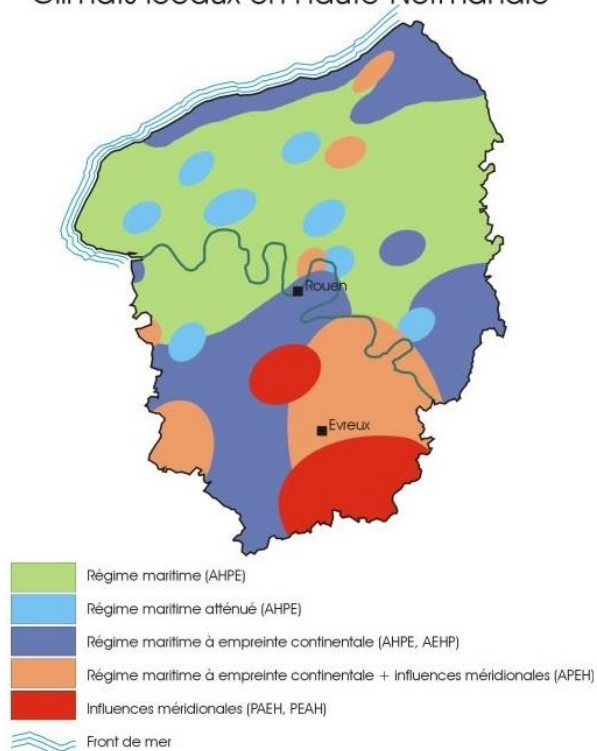 Climats locaux en Haute-Normandie
Rouen
Evreux
Régime maritime (AHPE)
Régime maritime atténué (AHPE)
Régime maritime à empreinte continentale (AHPE, AEHP)
Régime maritime à empreinte continentale + influences méridionales (APEH)
Influences méridionales (PAEH, PEAH)
Front de mer